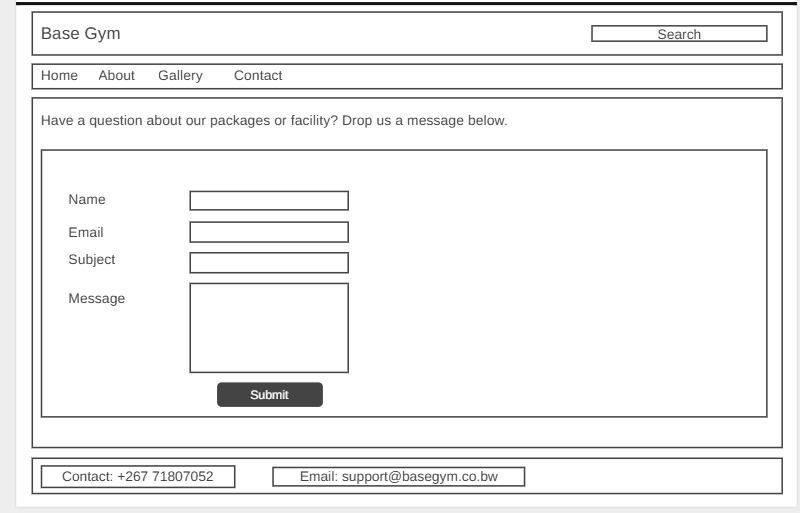 Base Gym
Search
Home About Gallery Contact
Have a question about our packages or facility? Drop us a message below.
Name
Email
Subject
Message
Submit
Contact: +267 71807052
Email: support@basegym.co.bw